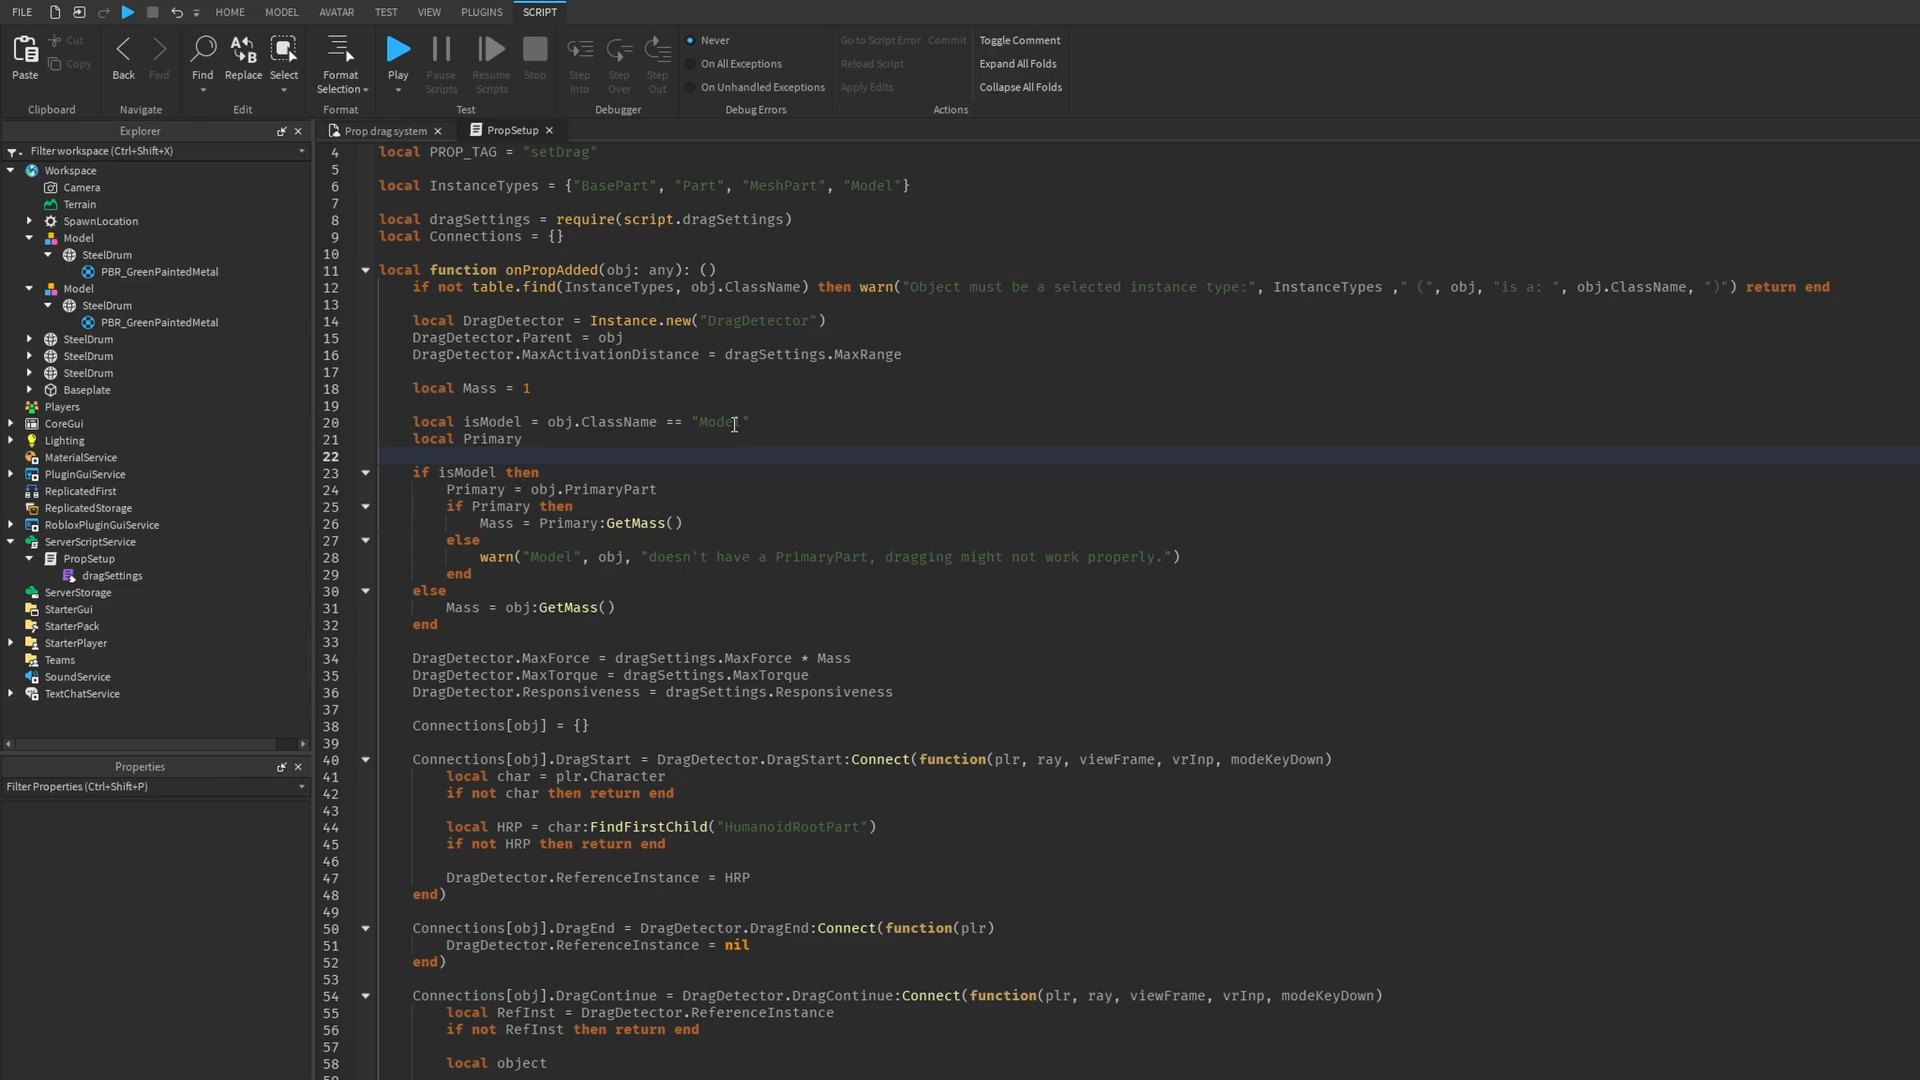 FILE HOME MODEL AVATAR TEST VIEW PLUGINS SCRIPT
Paste Cut Copy
Clipboard
Back Fwd
Navigate
Find Replace Select
Edit
Format Selection
Format
Play Pause Scripts Resume Scripts Stop
Test
Step Into Step Over Step Out
Debugger
Never
On All Exceptions
On Unhandled Exceptions
Debug Errors
Go to Script Error Commit
Reload Script
Apply Edits
Toggle Comment
Expand All Folds
Collapse All Folds
Actions
Explorer
Filter workspace (Ctrl+Shift+X)
Workspace
Camera
Terrain
SpawnLocation
Model
SteelDrum
PBR_GreenPaintedMetal
Model
SteelDrum
PBR_GreenPaintedMetal
SteelDrum
SteelDrum
SteelDrum
Baseplate
Players
CoreGui
Lighting
MaterialService
PluginGuiService
ReplicatedFirst
ReplicatedStorage
RobloxPluginGuiService
ServerScriptService
PropSetup
dragSettings
ServerStorage
StarterGui
StarterPack
StarterPlayer
Teams
SoundService
TextChatService
Properties
Filter Properties (Ctrl+Shift+P)
Prop drag system PropSetup
4 local PROP_TAG = "setDrag"
5
6 local InstanceTypes = {"BasePart", "Part", "MeshPart", "Model"}
7
8 local dragSettings = require(script.dragSettings)
9 local Connections = {}
10
11 local function onPropAdded(obj: any): ()
12 if not table.find(InstanceTypes, obj.ClassName) then warn("Object must be a selected instance type:", InstanceTypes ," (", obj, "is a: ", obj.ClassName, ")") return end
13
14 local DragDetector = Instance.new("DragDetector")
15 DragDetector.Parent = obj
16 DragDetector.MaxActivationDistance = dragSettings.MaxRange
17
18 local Mass = 1
19
20 local isModel = obj.ClassName == "Model"
21 local Primary
22
23 if isModel then
24 Primary = obj.PrimaryPart
25 if Primary then
26 Mass = Primary:GetMass()
27 else
28 warn("Model", obj, "doesn't have a PrimaryPart, dragging might not work properly.")
29 end
30 else
31 Mass = obj:GetMass()
32 end
33
34 DragDetector.MaxForce = dragSettings.MaxForce * Mass
35 DragDetector.MaxTorque = dragSettings.MaxTorque
36 DragDetector.Responsiveness = dragSettings.Responsiveness
37
38 Connections[obj] = {}
39
40 Connections[obj].DragStart = DragDetector.DragStart:Connect(function(plr, ray, viewFrame, vrInp, modeKeyDown)
41 local char = plr.Character
42 if not char then return end
43
44 local HRP = char:FindFirstChild("HumanoidRootPart")
45 if not HRP then return end
46
47 DragDetector.ReferenceInstance = HRP
48 end)
49
50 Connections[obj].DragEnd = DragDetector.DragEnd:Connect(function(plr)
51 DragDetector.ReferenceInstance = nil
52 end)
53
54 Connections[obj].DragContinue = DragDetector.DragContinue:Connect(function(plr, ray, viewFrame, vrInp, modeKeyDown)
55 local RefInst = DragDetector.ReferenceInstance
56 if not RefInst then return end
57
58 local object